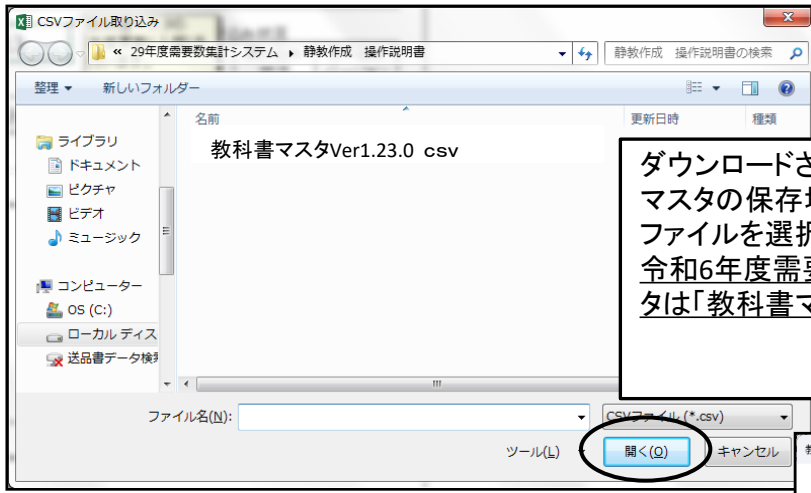 CSVファイル取り込み
« 29年度需要数集計システム ▸ 静教作成 操作説明書
静教作成 操作説明書の検索
整理 ▼ 新しいフォルダー
名前 更新日時 種類
ライブラリ
教科書マスタVer1.23.0 csv
ドキュメント
ピクチャ
ビデオ
ミュージック
コンピューター
OS (C:)
ローカル ディス
送品書データ検索
ダウンロードさ
マスタの保存場
ファイルを選択
令和6年度需要
タは「教科書マ
ファイル名(N):
CSVファイル (*.csv)
ツール(L) 開く(O) キャンセル